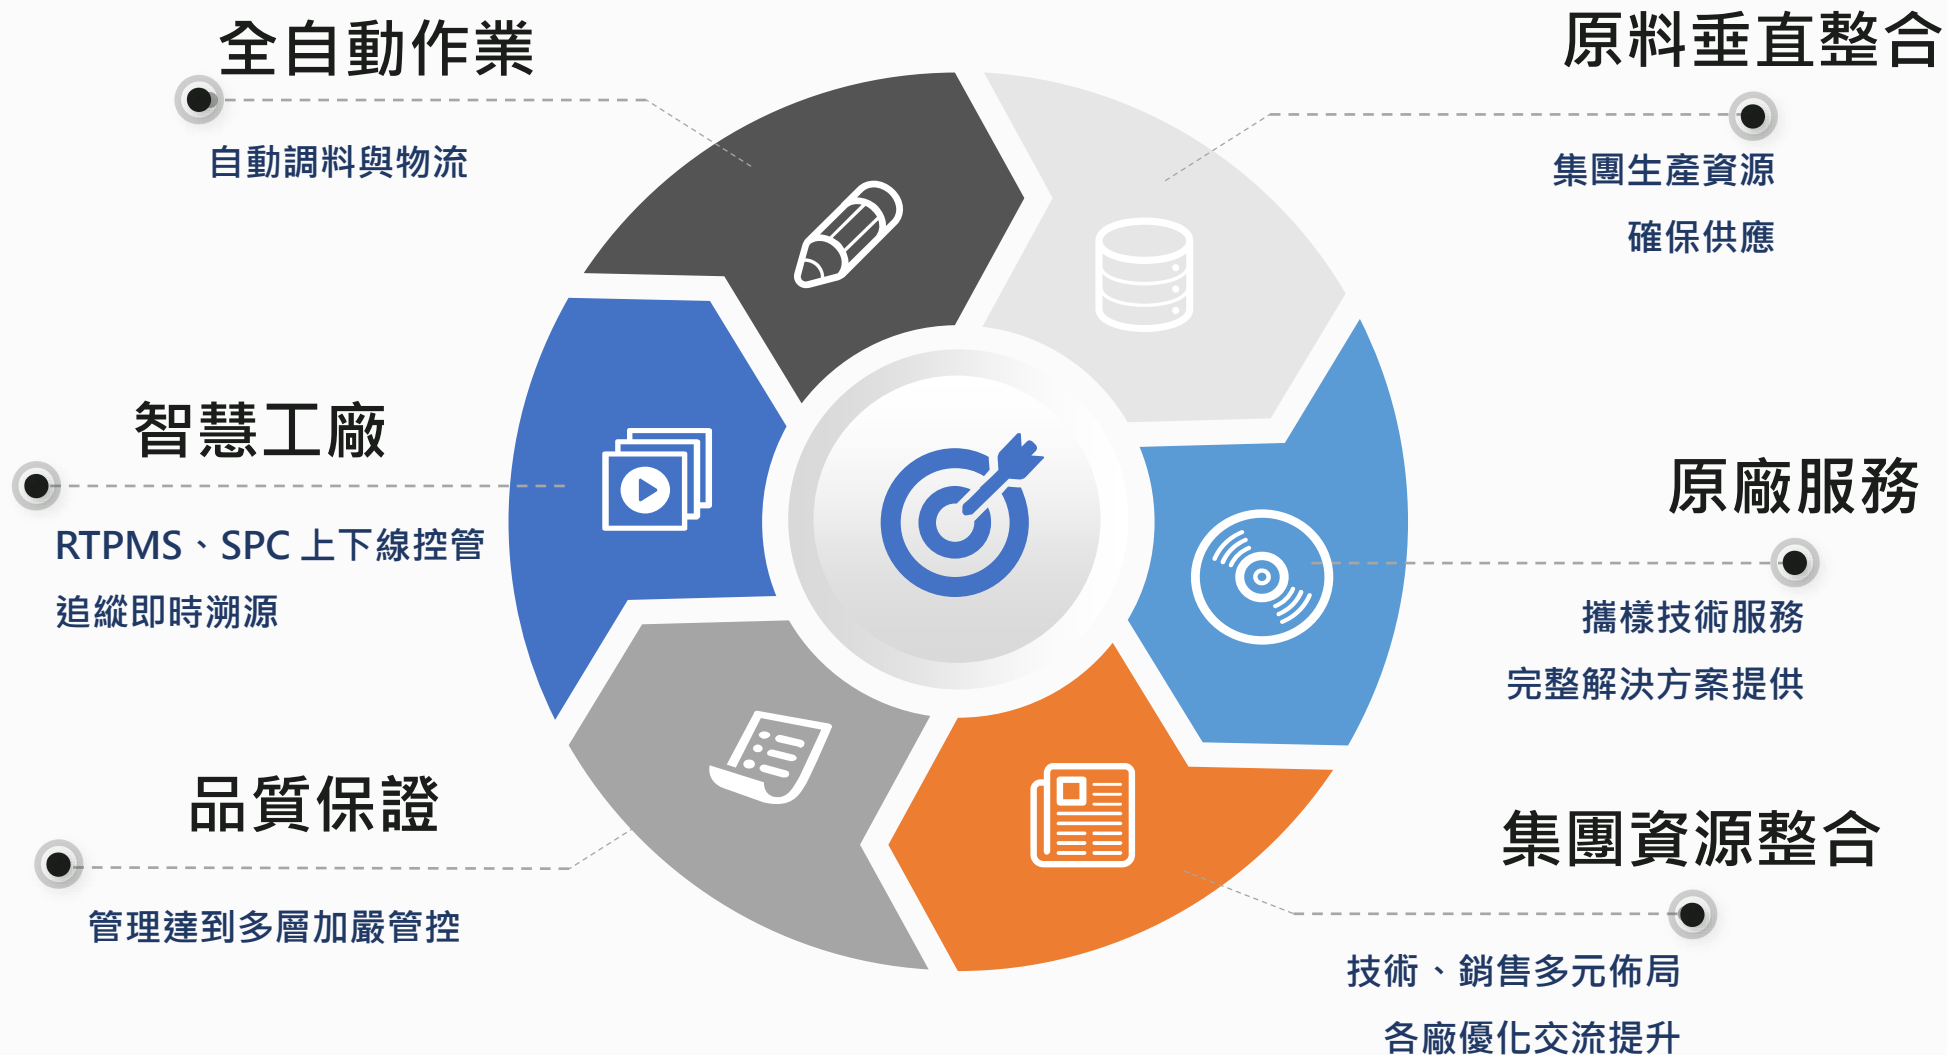 全自動作業
自動調料與物流
智慧工廠
RTPMS、SPC 上下線控管
追縱即時溯源
品質保證
管理達到多層加嚴管控
原料垂直整合
集團生產資源
確保供應
原廠服務
攜樣技術服務
完整解決方案提供
集團資源整合
技術、銷售多元佈局
各廠優化交流提升